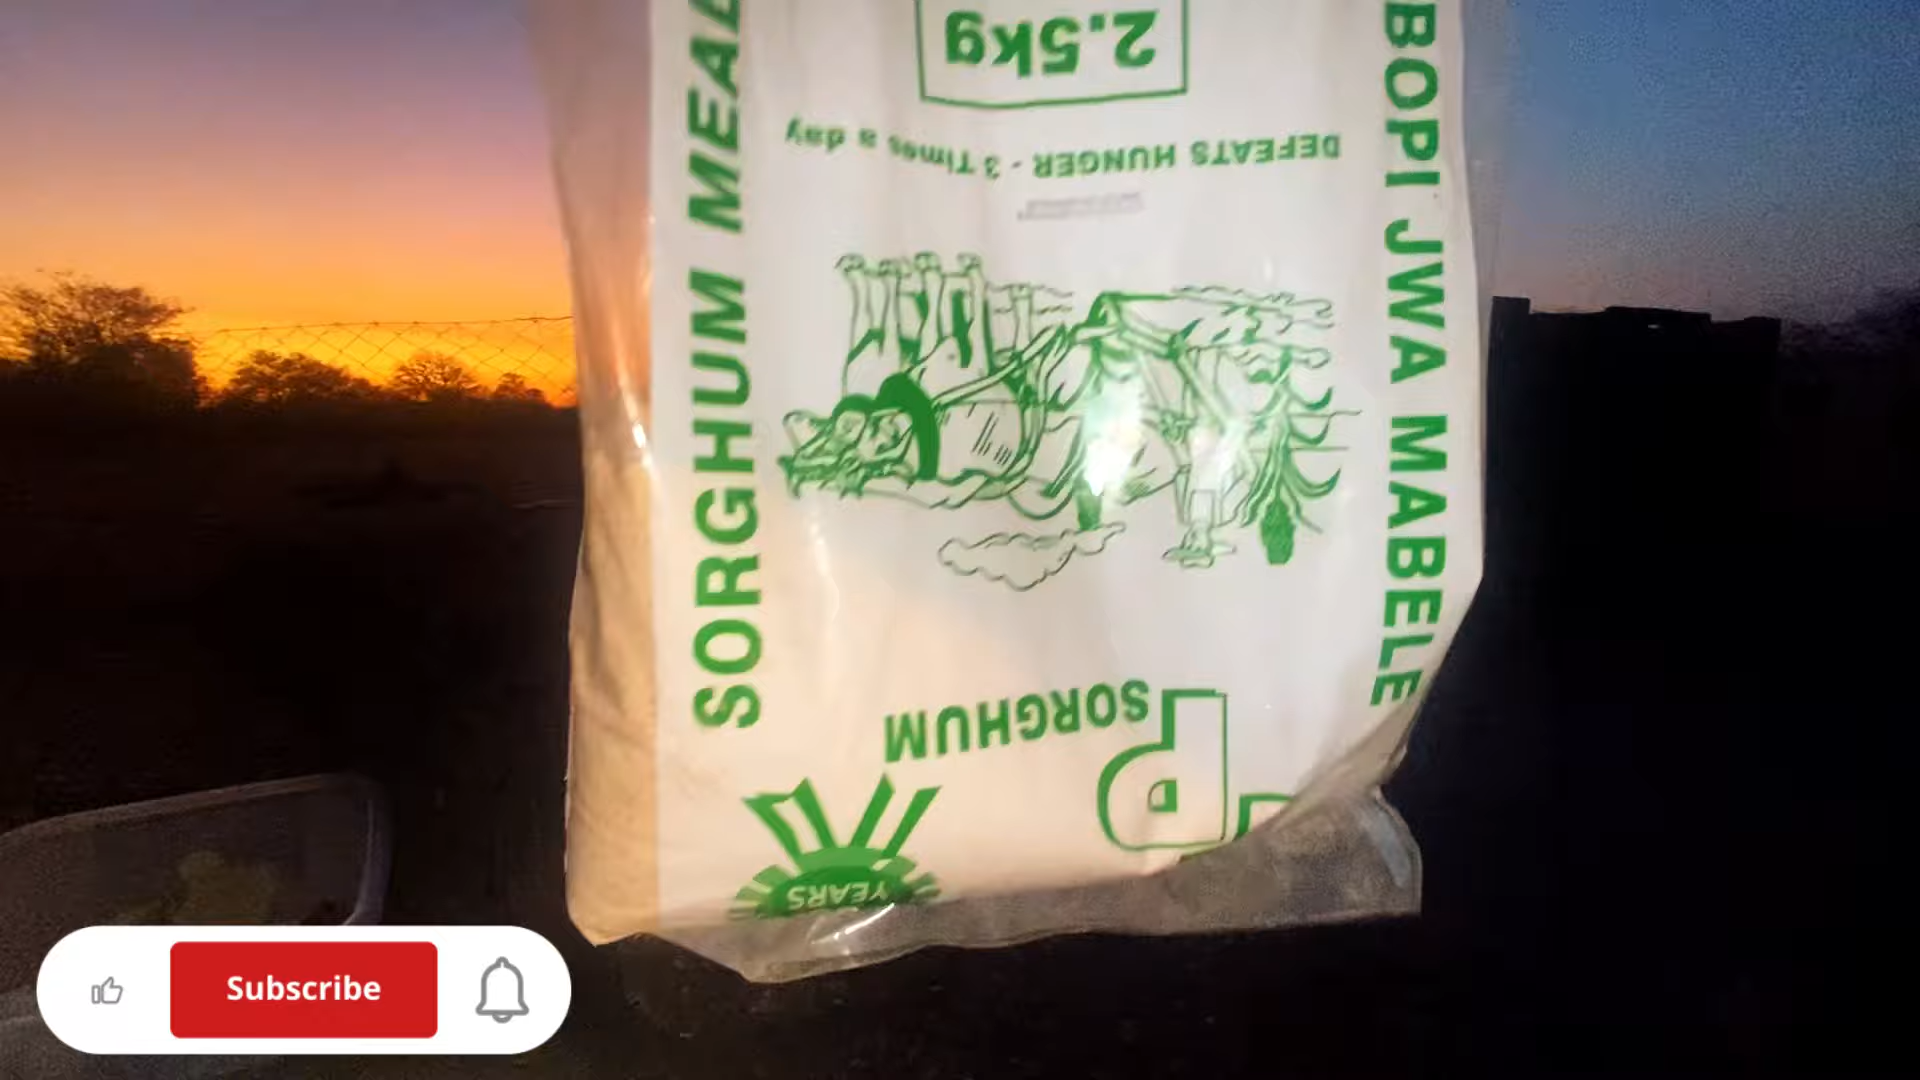 SORGHUM MEAL
BOPI JWA MABELE
SORGHUM
YEARS
DEFEATS HUNGER - 3 Times a day
2.5kg
Subscribe